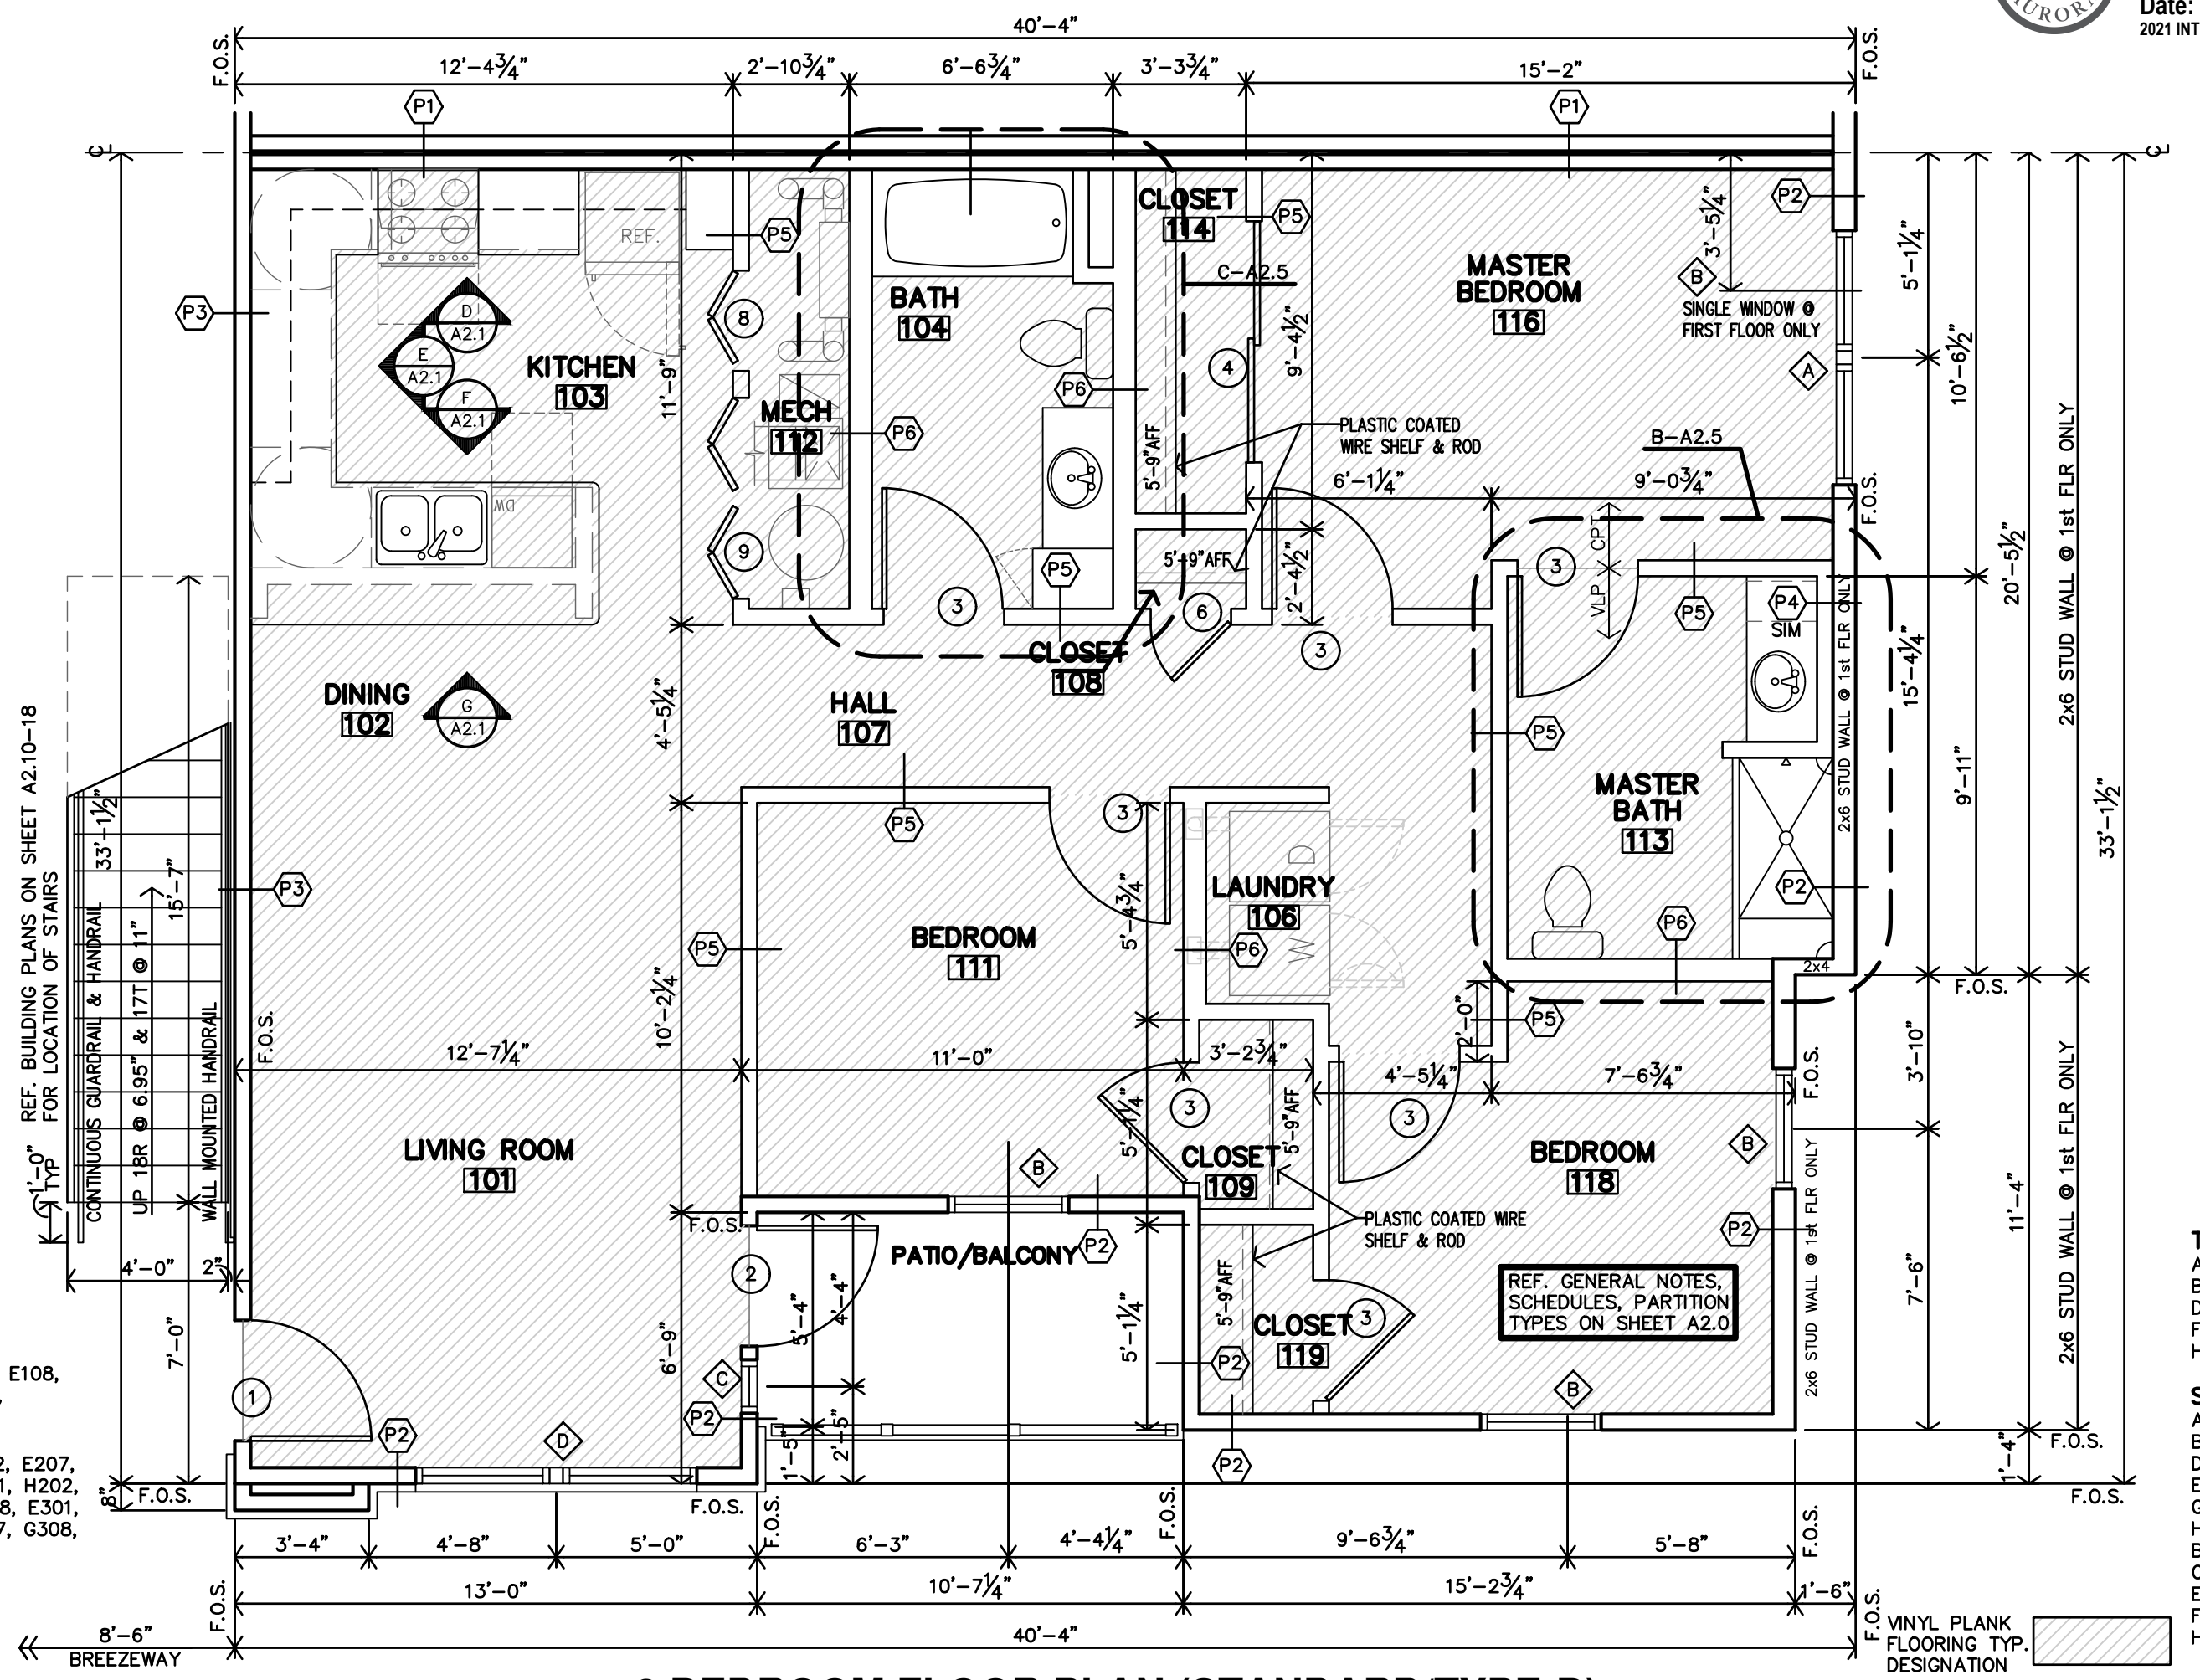 AURORA
Date:
2021 INT
40'-4"
F.O.S.
F.O.S.
12'-4¾"
2'-10¾"
6'-6¾"
3'-3¾"
15'-2"
P1
P1
CL
CL
P2
P3
P5
P5
REF.
CLOSET
114
C-A2.5
MASTER
BEDROOM
116
3'-5¼"
B
SINGLE WINDOW @
FIRST FLOOR ONLY
5'-1¼"
10'-6½"
20'-5½"
2x6 STUD WALL @ 1st FLR ONLY
D
A2.1
E
A2.1
F
A2.1
KITCHEN
103
11'-9"
8
BATH
104
P6
4
9'-4½"
A
MECH
112
P6
PLASTIC COATED
WIRE SHELF & ROD
5'-9"AFF
B-A2.5
6'-1¼"
9'-0¾"
F.O.S.
DW
9
3
P5
5'-9"AFF
6
2'-4½"
3
CPT
VLP
3
P5
P4
SIM
2x6 STUD WALL @ 1st FLR ONLY
15'-4¼"
CLOSET
108
DINING
102
G
A2.1
4'-5¼"
HALL
107
P5
MASTER
BATH
113
P2
9'-11"
33'-1½"
REF. BUILDING PLANS ON SHEET A2.10-18
FOR LOCATION OF STAIRS
33'-1½"
15'-7"
P3
CONTINUOUS GUARDRAIL & HANDRAIL
UP 18R @ 6.695" & 17T @ 11"
WALL MOUNTED HANDRAIL
1'-0"
TYP
P5
3
D
LAUNDRY
106
W
P6
P6
5'-4¾"
BEDROOM
111
P5
10'-2¼"
F.O.S.
2x4
F.O.S.
2'-0"
P5
12'-7¼"
11'-0"
3'-2¾"
4'-5¼"
7'-6¾"
F.O.S.
3'-10"
2x6 STUD WALL @ 1st FLR ONLY
3
3
5'-1¼"
5'-9"AFF
LIVING ROOM
101
B
CLOSET
109
BEDROOM
118
B
P2
2x6 STUD WALL @ 1st FLR ONLY
11'-4"
F.O.S.
PATIO/BALCONY
P2
PLASTIC COATED WIRE
SHELF & ROD
4'-0"
2"
2
5'-4"
4'-4"
5'-9"AFF
REF. GENERAL NOTES,
SCHEDULES, PARTITION
TYPES ON SHEET A2.0
7'-6"
7'-0"
6'-9"
5'-1¼"
CLOSET
119
3
1
C
P2
P2
B
P2
D
1'-5"
2'-5"
P2
1'-4"
F.O.S.
E108,
E207,
H202,
E301,
G308,
8"
F.O.S.
F.O.S.
F.O.S.
F.O.S.
F.O.S.
F.O.S.
3'-4"
4'-8"
5'-0"
6'-3"
4'-4¼"
9'-6¾"
5'-8"
F.O.S.
13'-0"
10'-7¼"
15'-2¾"
1'-6"
F.O.S.
8'-6"
BREEZEWAY
40'-4"
VINYL PLANK
FLOORING TYP.
DESIGNATION